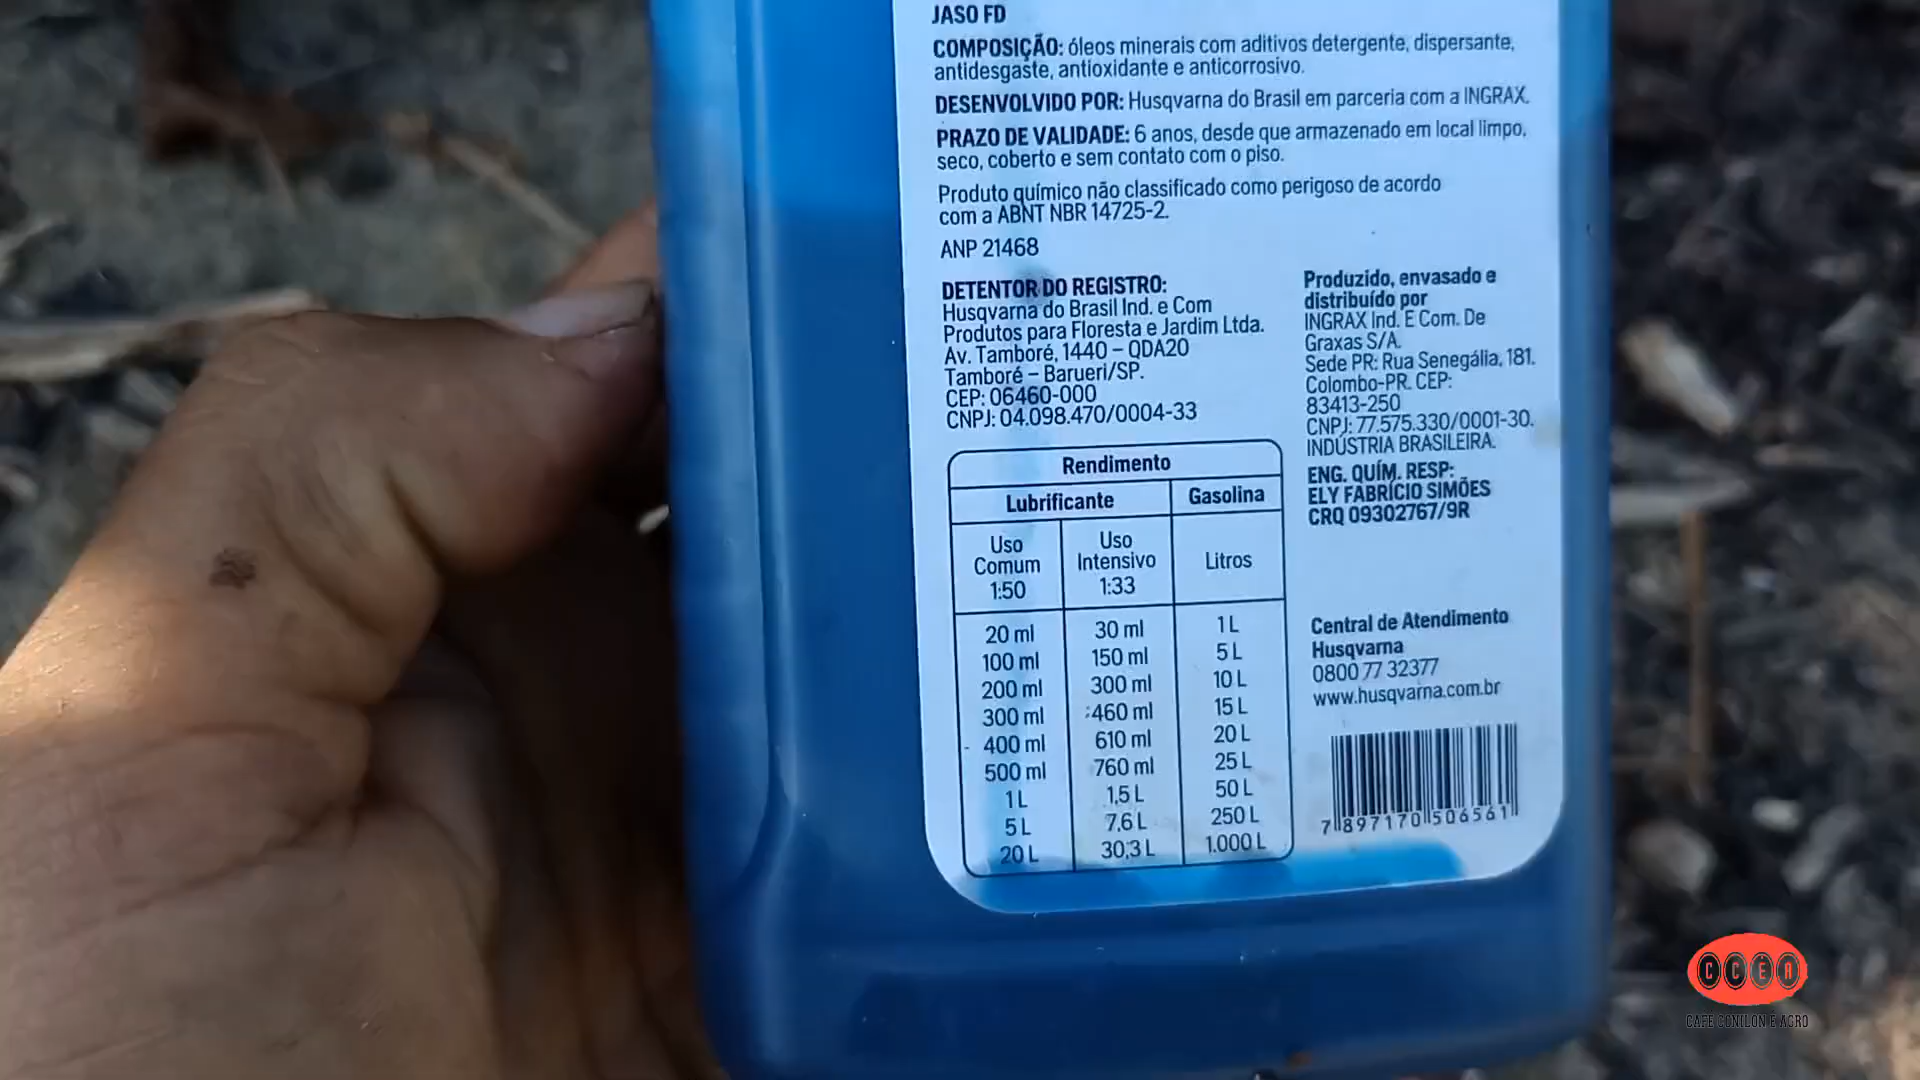 JASO FD
COMPOSIÇÃO: óleos minerais com aditivos detergente, dispersante,
antidesgaste, antioxidante e anticorrosivo.
DESENVOLVIDO POR: Husqvarna do Brasil em parceria com a INGRAX.
PRAZO DE VALIDADE: 6 anos, desde que armazenado em local limpo,
seco, coberto e sem contato com o piso.
Produto químico não classificado como perigoso de acordo
com a ABNT NBR 14725-2.
ANP 21468
DETENTOR DO REGISTRO:
Husqvarna do Brasil Ind. e Com
Produtos para Floresta e Jardim Ltda.
Av. Tamboré, 1440 – QDA20
Tamboré – Barueri/SP.
CEP: 06460-000
CNPJ: 04.098.470/0004-33
Produzido, envasado e
distribuído por
INGRAX Ind. E Com. De
Graxas S/A.
Sede PR: Rua Senegália, 181.
Colombo-PR. CEP:
83413-250
CNPJ: 77.575.330/0001-30.
INDÚSTRIA BRASILEIRA.
ENG. QUÍM. RESP:
ELY FABRÍCIO SIMÕES
CRQ 09302767/9R
Rendimento
Lubrificante Gasolina
Uso Comum 1:50 Uso Intensivo 1:33 Litros
20 ml 30 ml 1 L
100 ml 150 ml 5 L
200 ml 300 ml 10 L
300 ml 460 ml 15 L
400 ml 610 ml 20 L
500 ml 760 ml 25 L
1 L 1,5 L 50 L
5 L 7,6 L 250 L
20 L 30,3 L 1.000 L
Central de Atendimento
Husqvarna
0800 77 32377
www.husqvarna.com.br
7897170506561
CCÉA
CAFÉ CONILON É AGRO